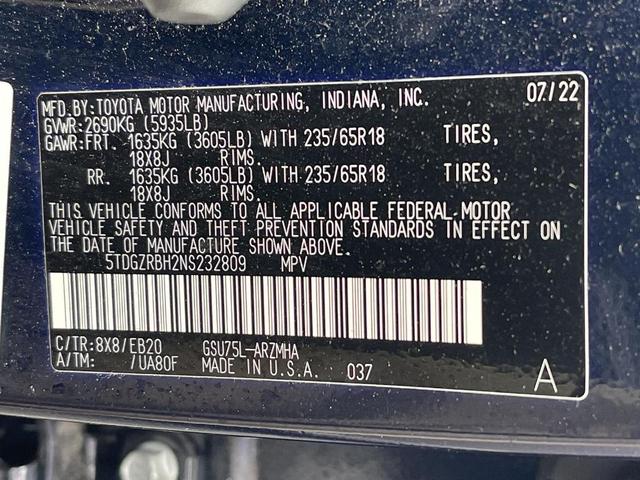 MFD.BY:TOYOTA MOTOR MANUFACTURING, INDIANA, INC. 07/22
GVWR:2690KG (5935LB)
GAWR:FRT. 1635KG (3605LB) WITH 235/65R18 TIRES,
18X8J RIMS.
RR. 1635KG (3605LB) WITH 235/65R18 TIRES,
18X8J RIMS.
THIS VEHICLE CONFORMS TO ALL APPLICABLE FEDERAL MOTOR
VEHICLE SAFETY AND THEFT PREVENTION STANDARDS IN EFFECT ON
THE DATE OF MANUFACTURE SHOWN ABOVE.
5TDGZRBH2NS232809 MPV
C/TR:8X8/EB20 GSU75L-ARZMHA
A/TM: /UA80F MADE IN U.S.A. 037 A